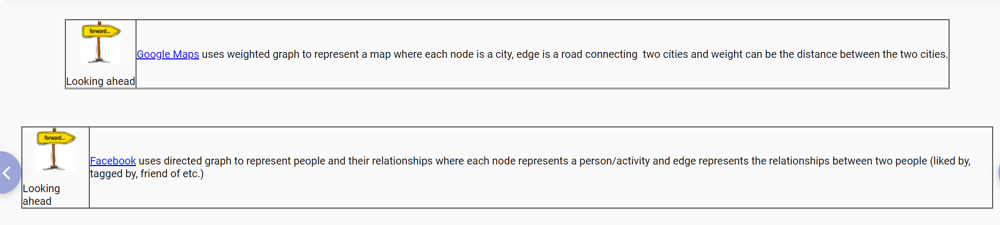 forward...
Looking ahead
Google Maps uses weighted graph to represent a map where each node is a city, edge is a road connecting  two cities and weight can be the distance between the two cities.
forward...
Looking
ahead
Facebook uses directed graph to represent people and their relationships where each node represents a person/activity and edge represents the relationships between two people (liked by,
tagged by, friend of etc.)